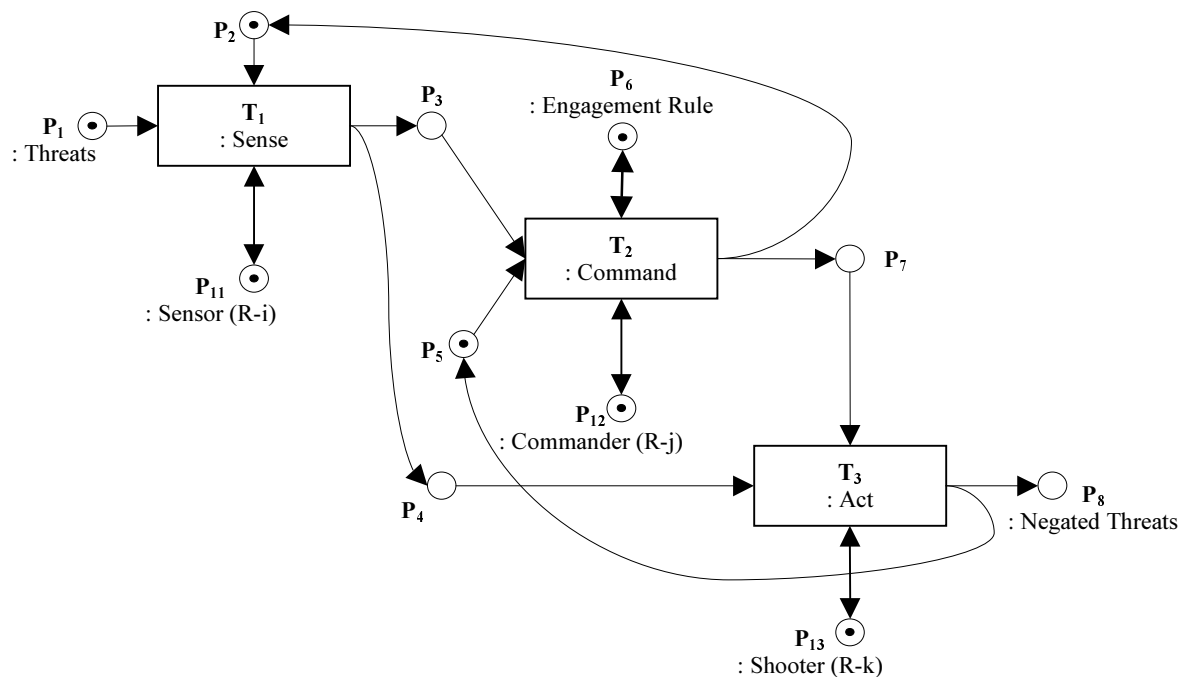 P2
P6
: Engagement Rule
T1
: Sense
P3
P1
: Threats
T2
: Command
P7
P11
: Sensor (R-i)
P5
P12
: Commander (R-j)
T3
: Act
P4
P8
: Negated Threats
P13
: Shooter (R-k)